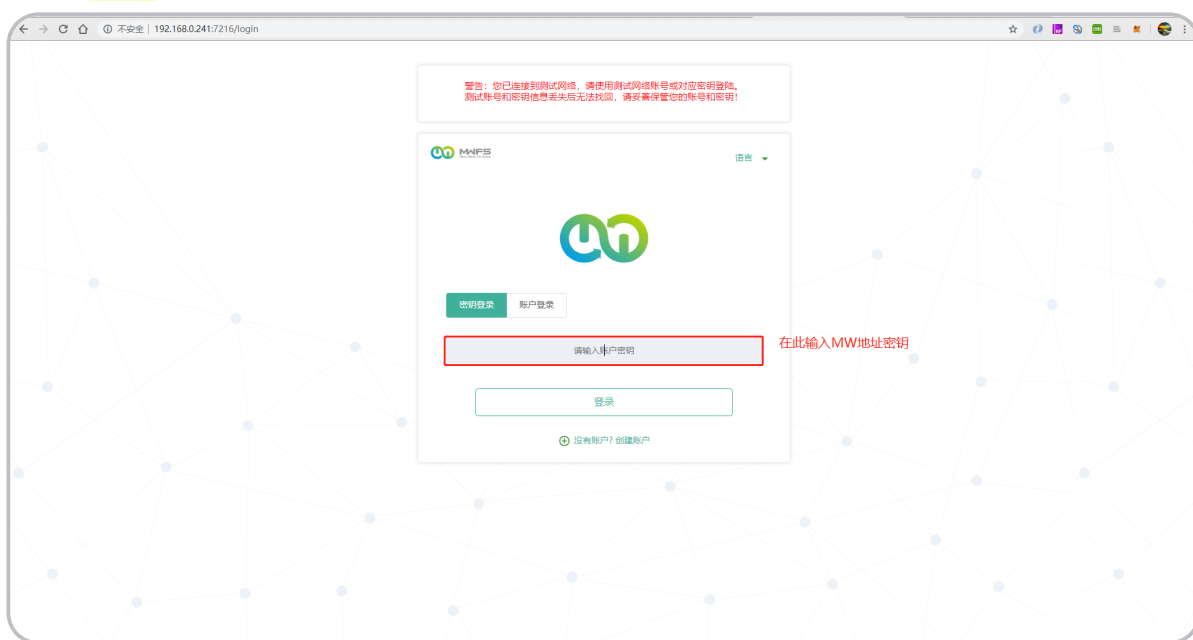 不安全 | 192.168.0.241:7216/login
警告：您已连接到测试网络，请使用测试网络账号或对应密钥登陆。
测试账号和密钥信息丢失后无法找回，请妥善保管您的账号和密钥！
MWFS
语言
密钥登录
账户登录
请输入账户密钥
在此输入MW地址密钥
登录
没有账户? 创建账户